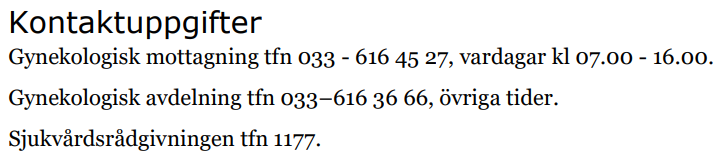 Kontaktuppgifter
Gynekologisk mottagning tfn 033 - 616 45 27, vardagar kl 07.00 - 16.00.
Gynekologisk avdelning tfn 033–616 36 66, övriga tider.
Sjukvårdsrådgivningen tfn 1177.